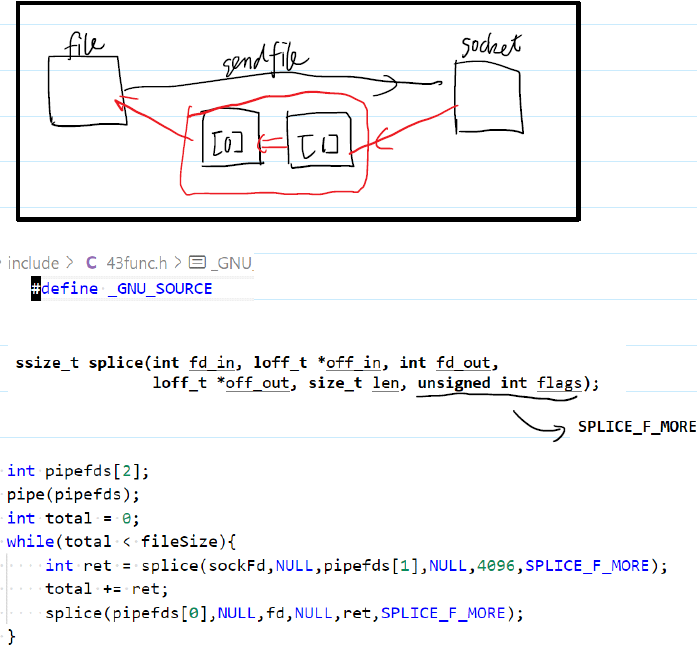 file
sendfile
socket
[0]
[1]
include > C 43func.h > _GNU_
#define _GNU_SOURCE
ssize_t splice(int fd_in, loff_t *off_in, int fd_out,
loff_t *off_out, size_t len, unsigned int flags);
SPLICE_F_MORE
int pipefds[2];
pipe(pipefds);
int total = 0;
while(total < fileSize){
int ret = splice(sockFd,NULL,pipefds[1],NULL,4096,SPLICE_F_MORE);
total += ret;
splice(pipefds[0],NULL,fd,NULL,ret,SPLICE_F_MORE);
}